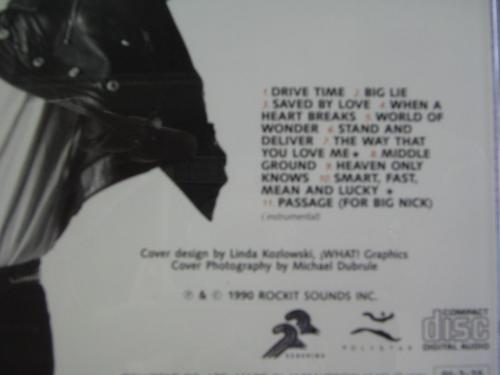 1 DRIVE TIME 2 BIG LIE
3 SAVED BY LOVE 4 WHEN A
HEART BREAKS 5 WORLD OF
WONDER 6 STAND AND
DELIVER 7 THE WAY THAT
YOU LOVE ME 8 MIDDLE
GROUND 9 HEAVEN ONLY
KNOWS 10 SMART, FAST,
MEAN AND LUCKY
11 PASSAGE (FOR BIG NICK)
(instrumental)
Cover design by Linda Kozlowski, ¡WHAT! Graphics
Cover Photography by Michael Dubrule
℗ & © 1990 ROCKIT SOUNDS INC.
POLYSTAR
COMPACT
disc
DIGITAL AUDIO